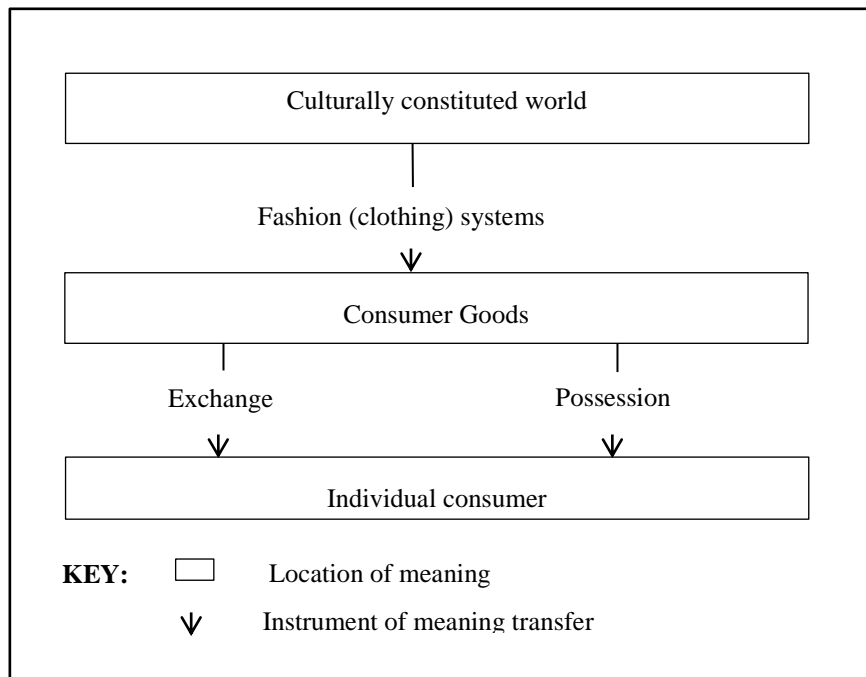 Culturally constituted world
Fashion (clothing) systems
Consumer Goods
Exchange Possession
Individual consumer
KEY: Location of meaning
Instrument of meaning transfer